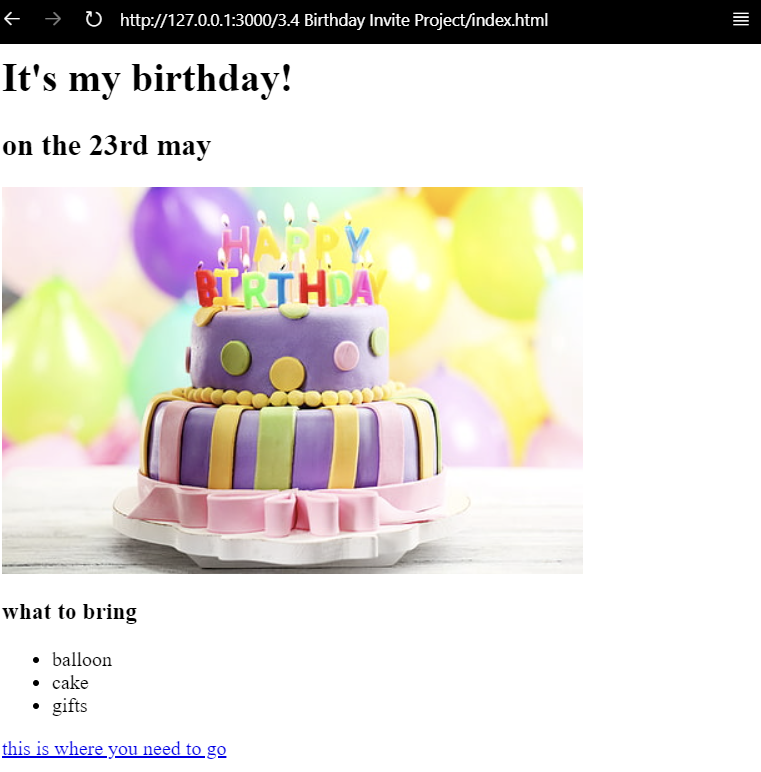 http://127.0.0.1:3000/3.4 Birthday Invite Project/index.html
It's my birthday!
on the 23rd may
HAPPY
BIRTHDAY
what to bring
balloon
cake
gifts
this is where you need to go